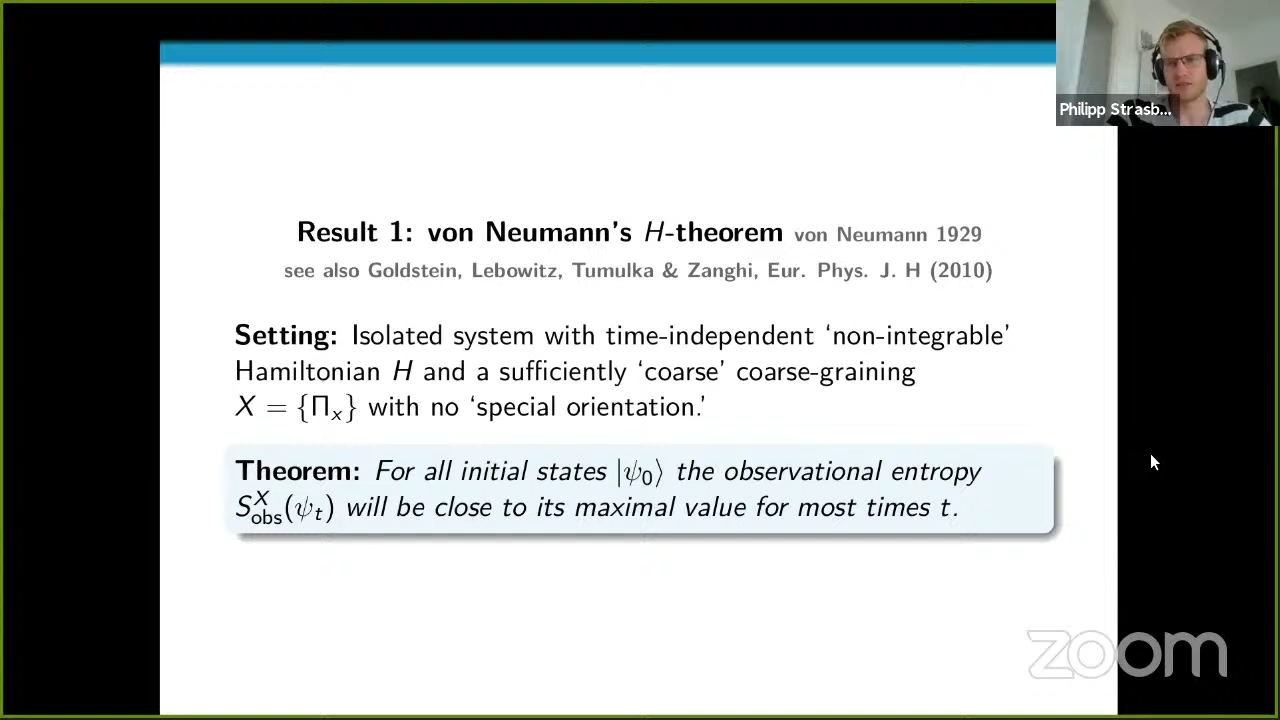 Philipp Strasb...
Result 1: von Neumann's H-theorem von Neumann 1929
see also Goldstein, Lebowitz, Tumulka & Zanghi, Eur. Phys. J. H (2010)
Setting: Isolated system with time-independent ‘non-integrable’
Hamiltonian H and a sufficiently ‘coarse’ coarse-graining
X = {Πₓ} with no ‘special orientation.’
Theorem: For all initial states |ψ₀⟩ the observational entropy
S_obs^X(ψₜ) will be close to its maximal value for most times t.
zoom